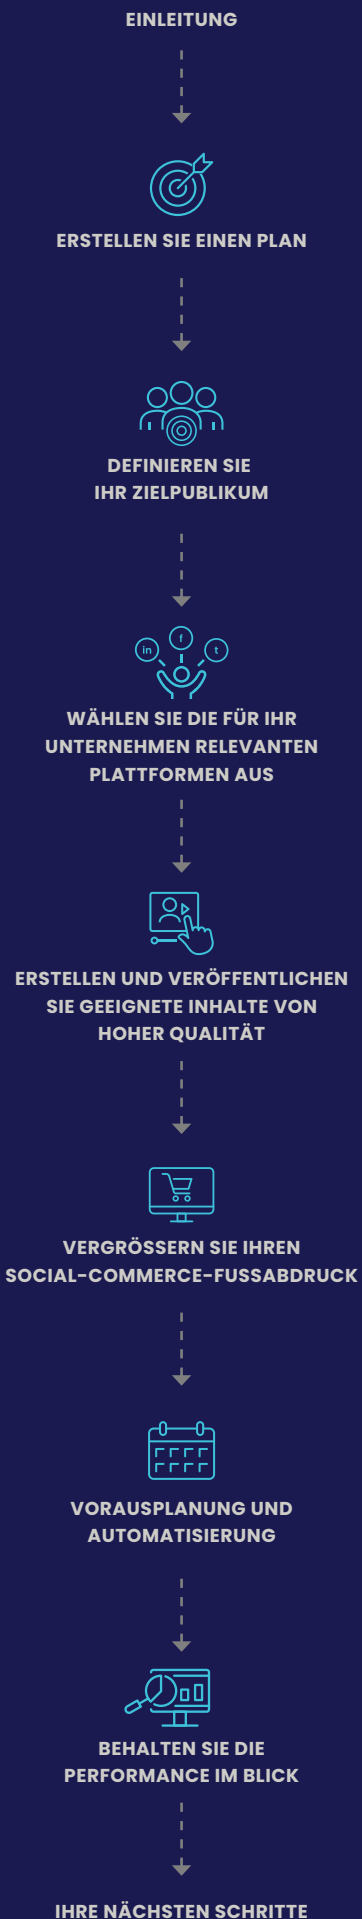 EINLEITUNG
ERSTELLEN SIE EINEN PLAN
DEFINIEREN SIE
IHR ZIELPUBLIKUM
in f t
WÄHLEN SIE DIE FÜR IHR
UNTERNEHMEN RELEVANTEN
PLATTFORMEN AUS
ERSTELLEN UND VERÖFFENTLICHEN
SIE GEEIGNETE INHALTE VON
HOHER QUALITÄT
VERGRÖSSERN SIE IHREN
SOCIAL-COMMERCE-FUSSABDRUCK
VORAUSPLANUNG UND
AUTOMATISIERUNG
BEHALTEN SIE DIE
PERFORMANCE IM BLICK
IHRE NÄCHSTEN SCHRITTE